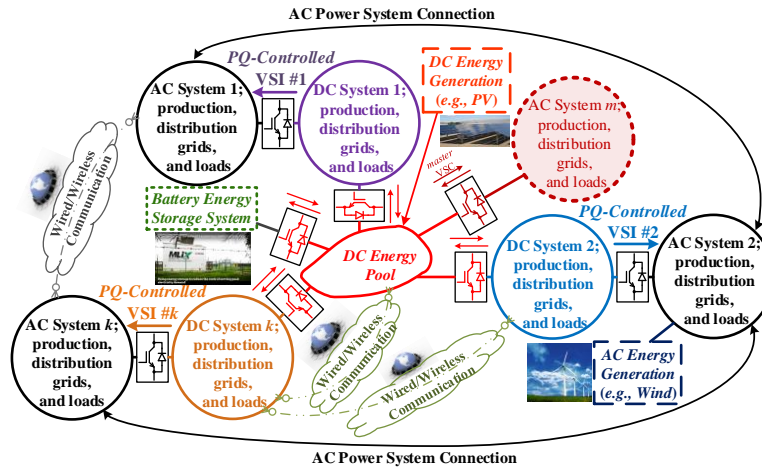 AC Power System Connection
PQ-Controlled
VSI #1
AC System 1;
production,
distribution
grids,
and loads
DC System 1;
production,
distribution
grids,
and loads
DC Energy
Generation
(e.g., PV)
AC System m;
production,
distribution
grids,
and loads
master
VSC
Wired/Wireless
Communication
Battery Energy
Storage System
DC Energy
Pool
PQ-Controlled
VSI #2
DC System 2;
production,
distribution
grids,
and loads
AC System 2;
production,
distribution
grids,
and loads
PQ-Controlled
VSI #k
AC System k;
production,
distribution
grids,
and loads
DC System k;
production,
distribution
grids,
and loads
Wired/Wireless
Communication
Wired/Wireless
Communication
AC Energy
Generation
(e.g., Wind)
AC Power System Connection